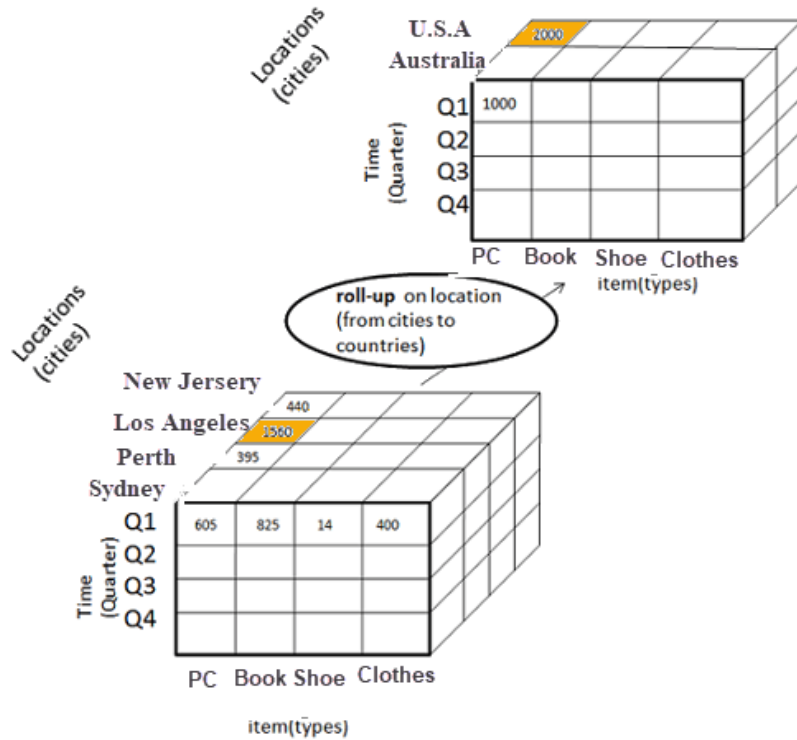 Locations
(cities)
U.S.A
2000
Australia
Q1
1000
Q2
Q3
Q4
Time
(Quarter)
PC Book Shoe Clothes
item(types)
roll-up on location
(from cities to
countries)
Locations
(cities)
New Jersery
440
Los Angeles
1560
Perth
395
Sydney
Q1
605 825 14 400
Q2
Q3
Q4
Time
(Quarter)
PC Book Shoe Clothes
item(types)